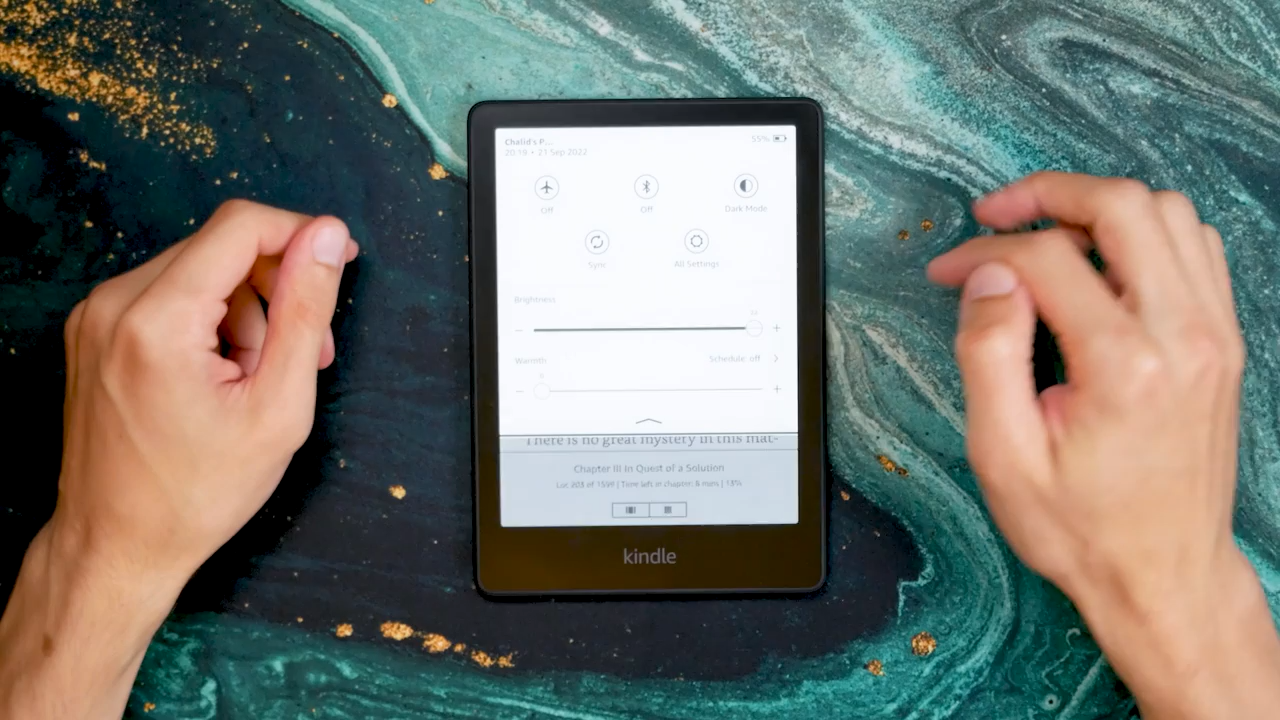 Chalid's P...
55%
20:19 • 21 Sep 2022
Off
Off
Dark Mode
Sync
All Settings
Brightness
Warmth
Schedule: off
There is no great mystery in this mat-
Chapter III In Quest of a Solution
Loc 203 of 1599 | Time left in chapter: 8 mins | 13%
kindle